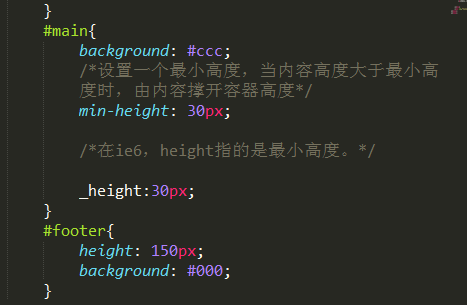 }
#main{
background: #ccc;
/*设置一个最小高度，当内容高度大于最小高
度时，由内容撑开容器高度*/
min-height: 30px;
/*在ie6，height指的是最小高度。*/
_height:30px;
}
#footer{
height: 150px;
background: #000;
}